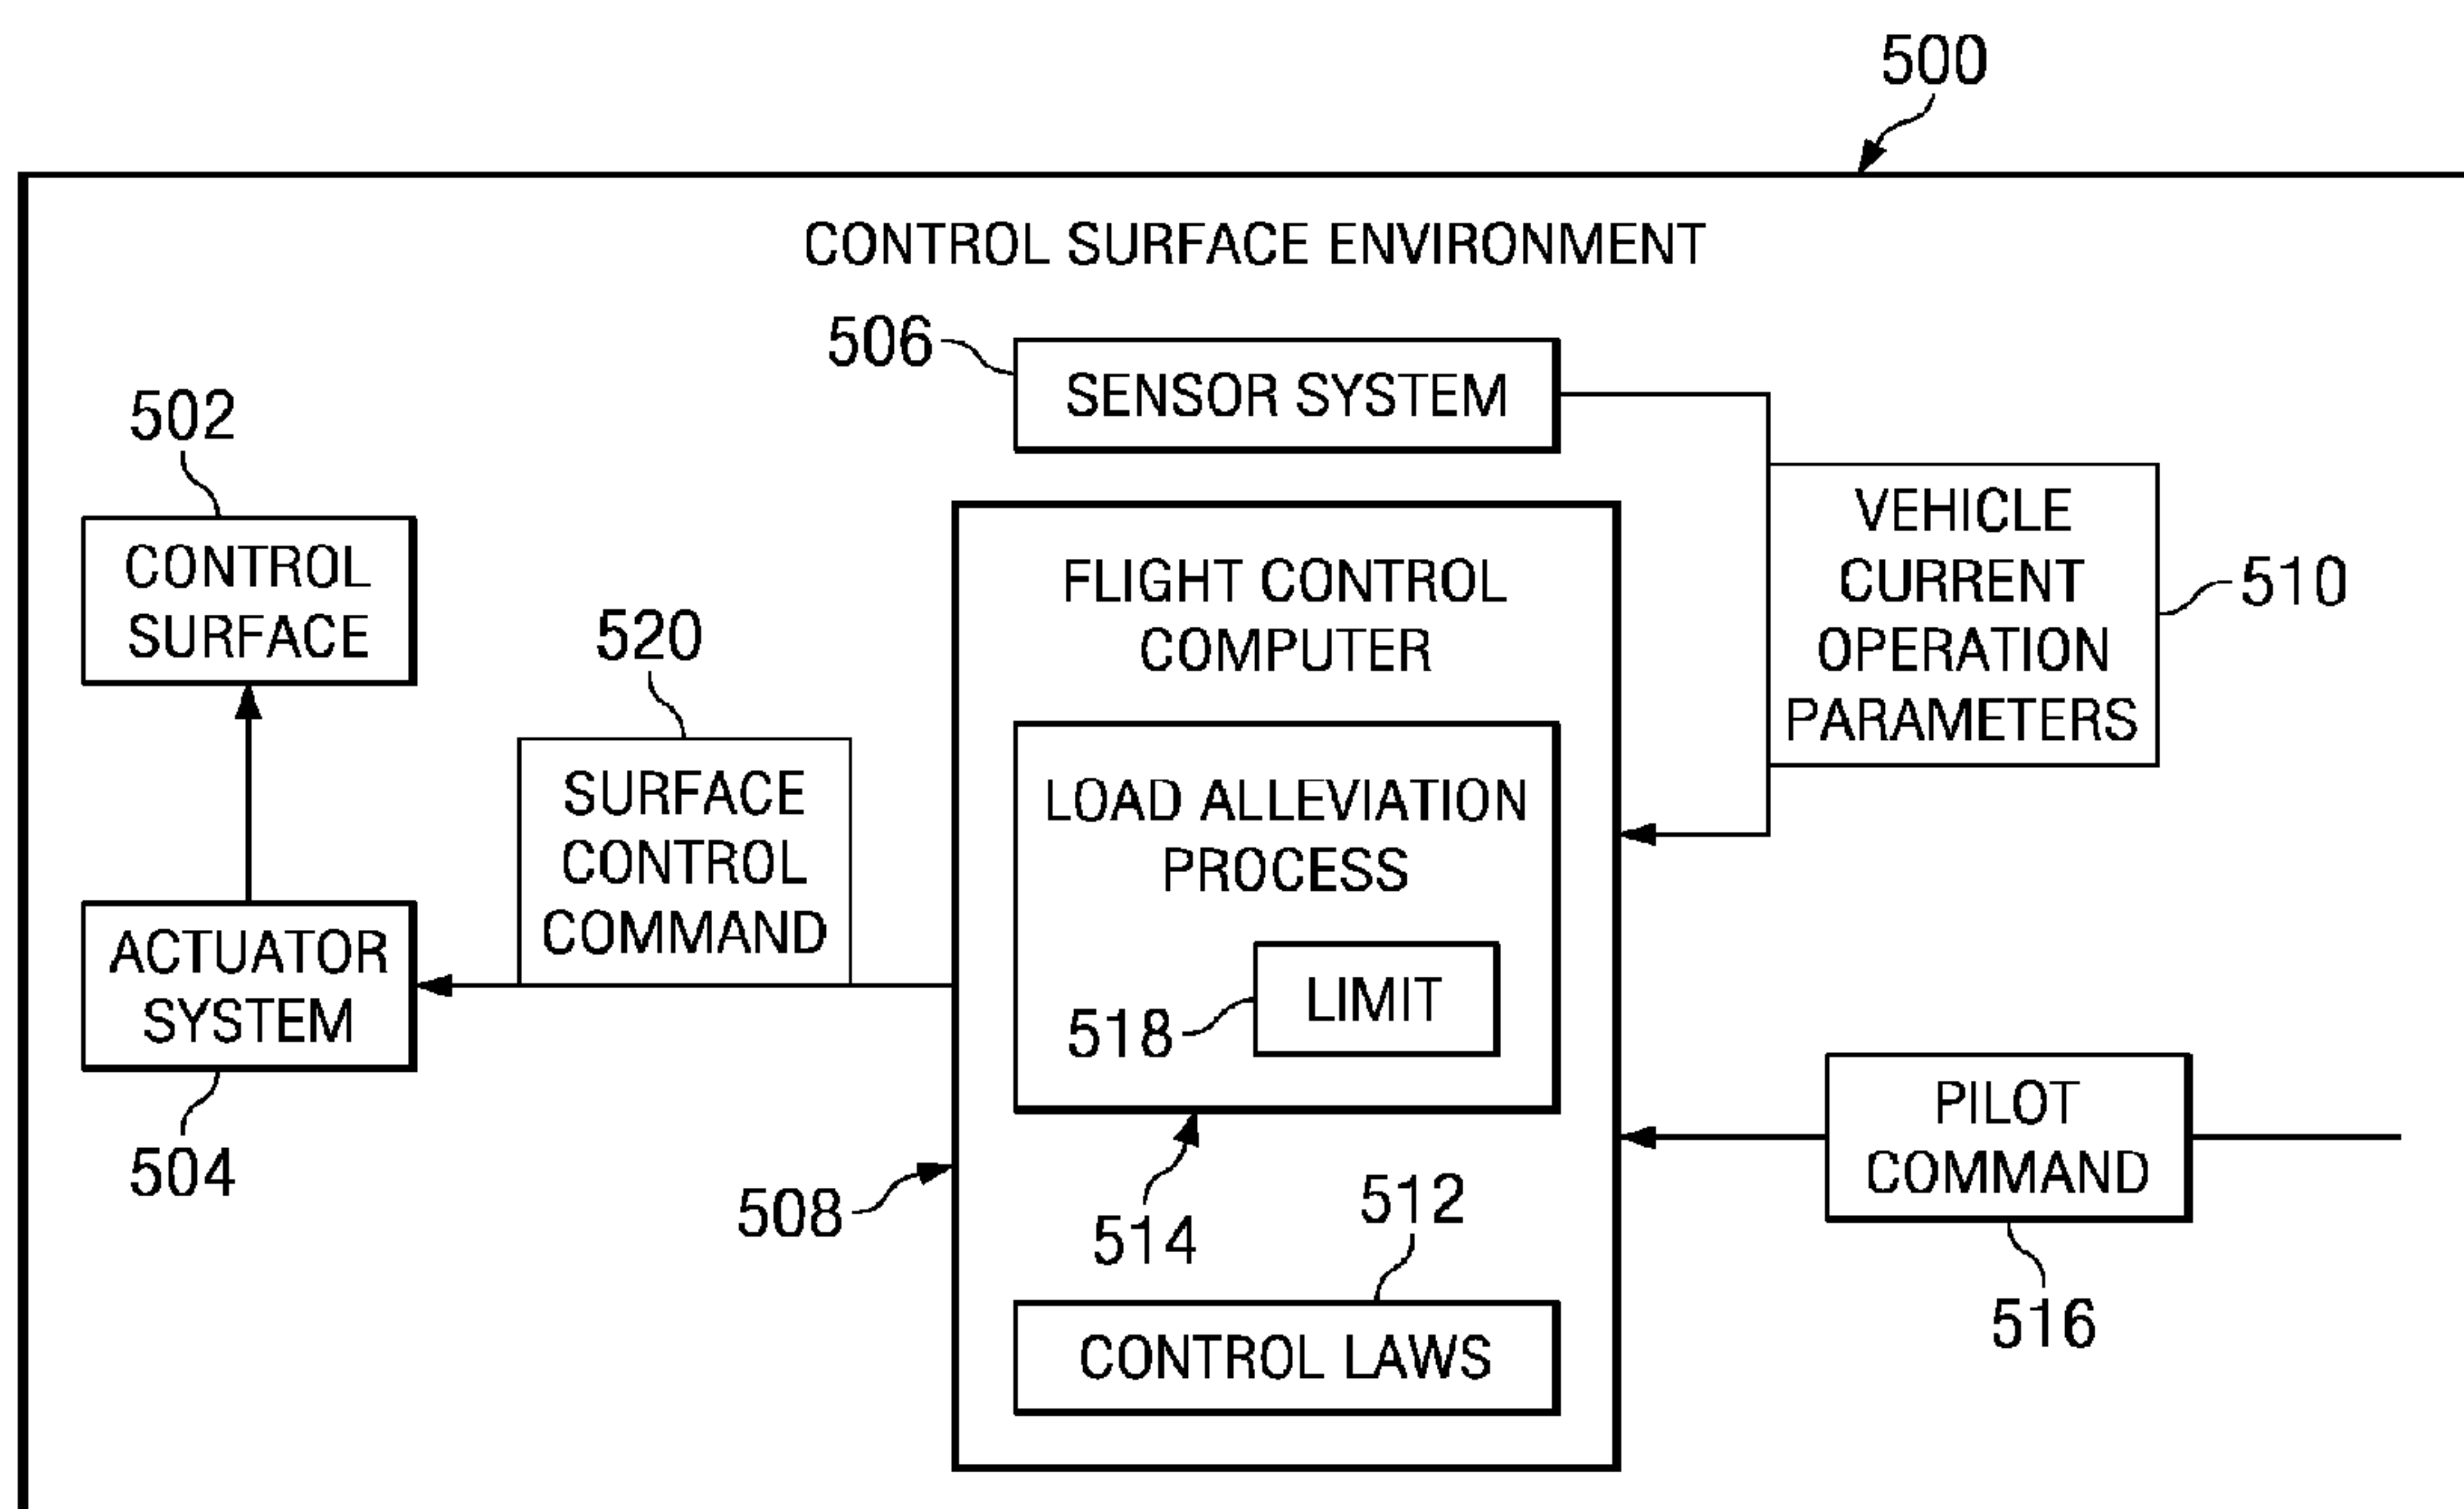 500
CONTROL SURFACE ENVIRONMENT
506
SENSOR SYSTEM
502
CONTROL
SURFACE
520
SURFACE
CONTROL
COMMAND
ACTUATOR
SYSTEM
504
FLIGHT CONTROL
COMPUTER
LOAD ALLEVIATION
PROCESS
518
LIMIT
508
514
512
CONTROL LAWS
VEHICLE
CURRENT
OPERATION
PARAMETERS
510
PILOT
COMMAND
516